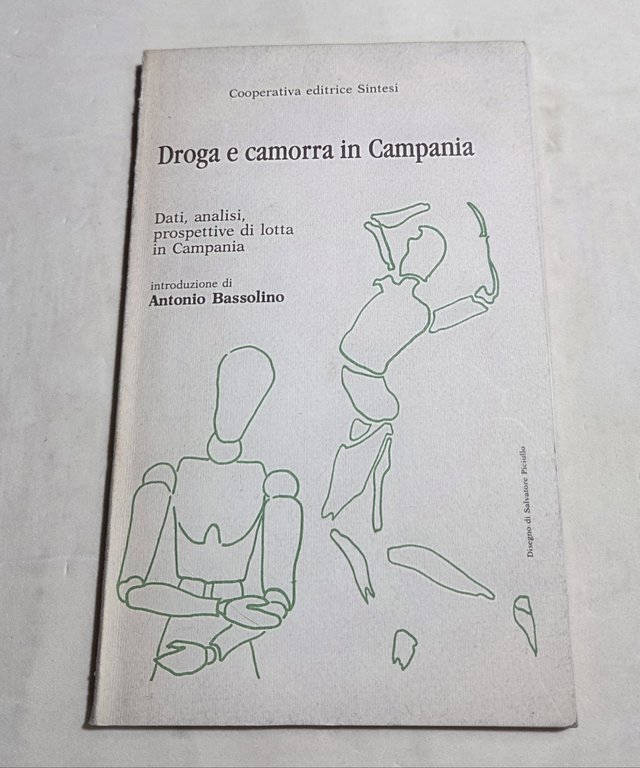 Cooperativa editrice Sintesi
Droga e camorra in Campania
Dati, analisi,
prospettive di lotta
in Campania
introduzione di
Antonio Bassolino
Disegno di Salvatore Piciullo